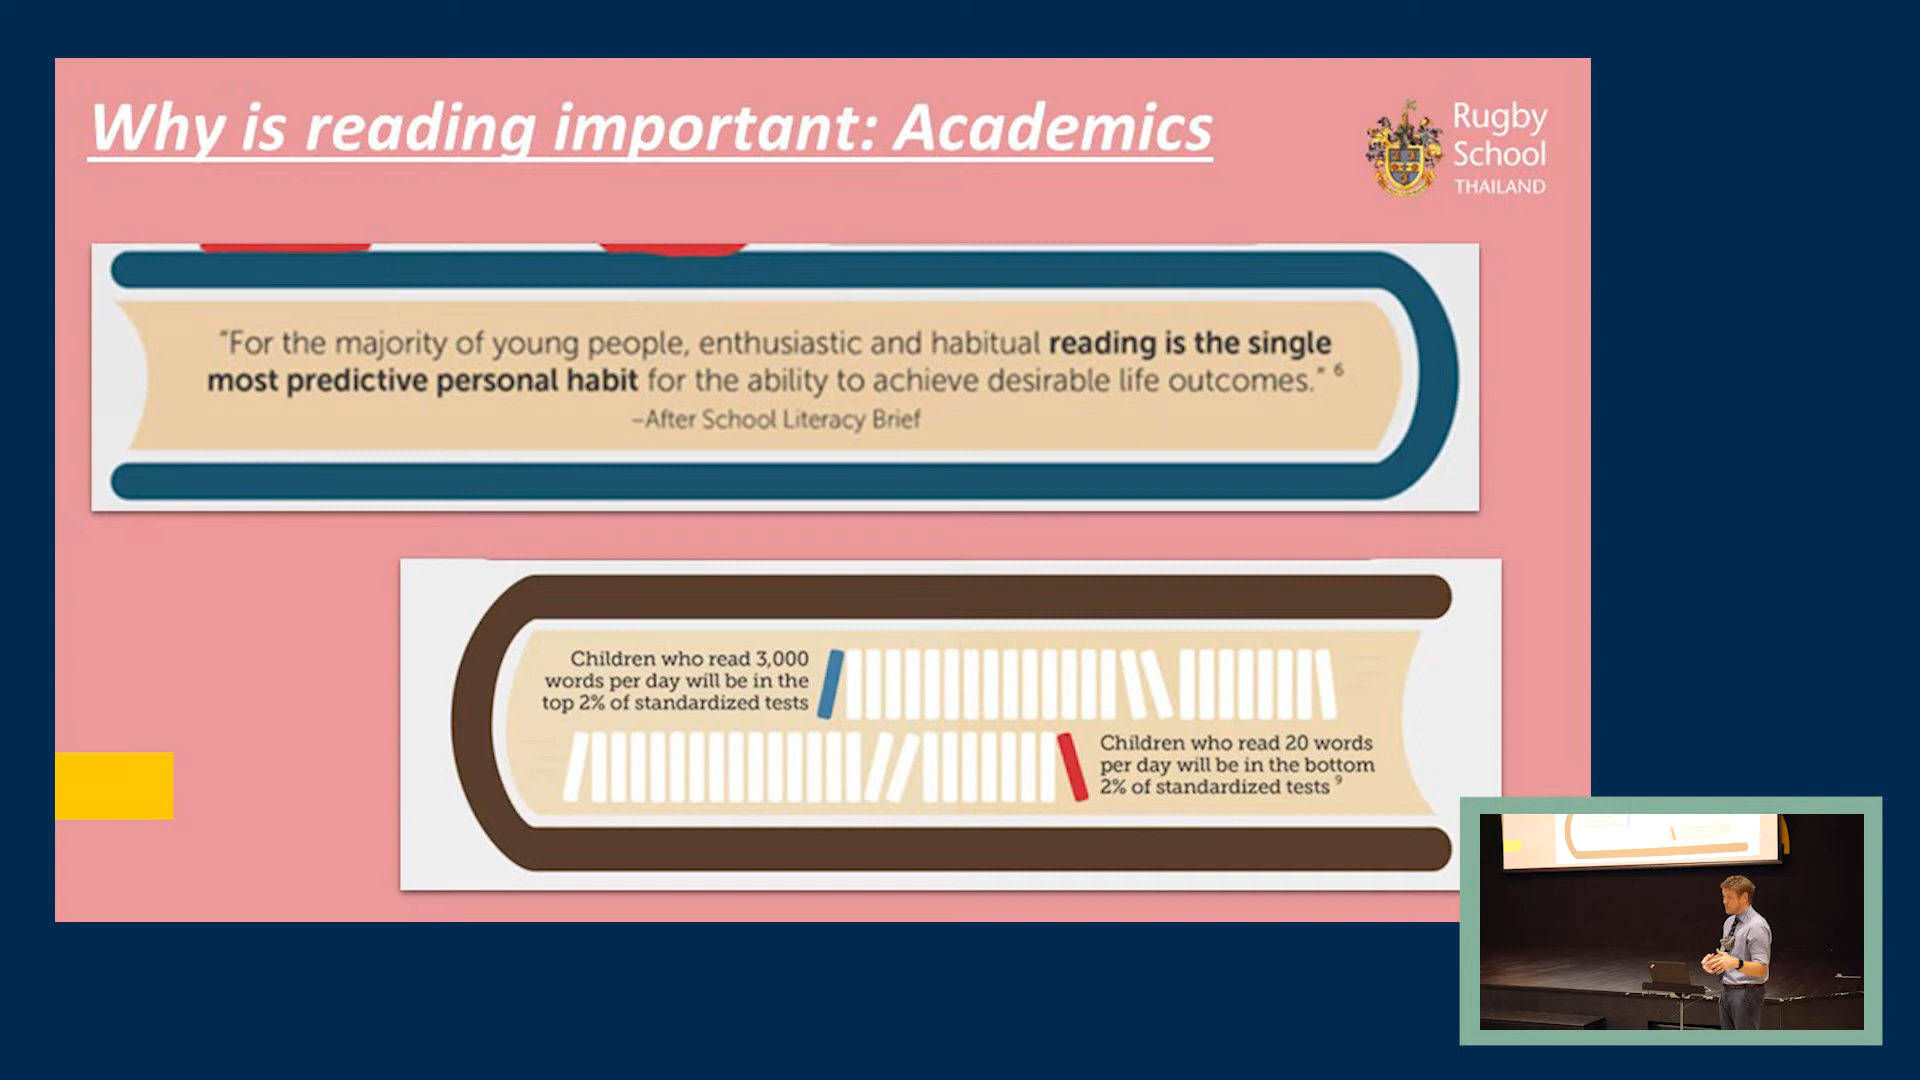 Why is reading important: Academics
Rugby
School
THAILAND
“For the majority of young people, enthusiastic and habitual reading is the single
most predictive personal habit for the ability to achieve desirable life outcomes.” 6
–After School Literacy Brief
Children who read 3,000
words per day will be in the
top 2% of standardized tests
Children who read 20 words
per day will be in the bottom
2% of standardized tests 9